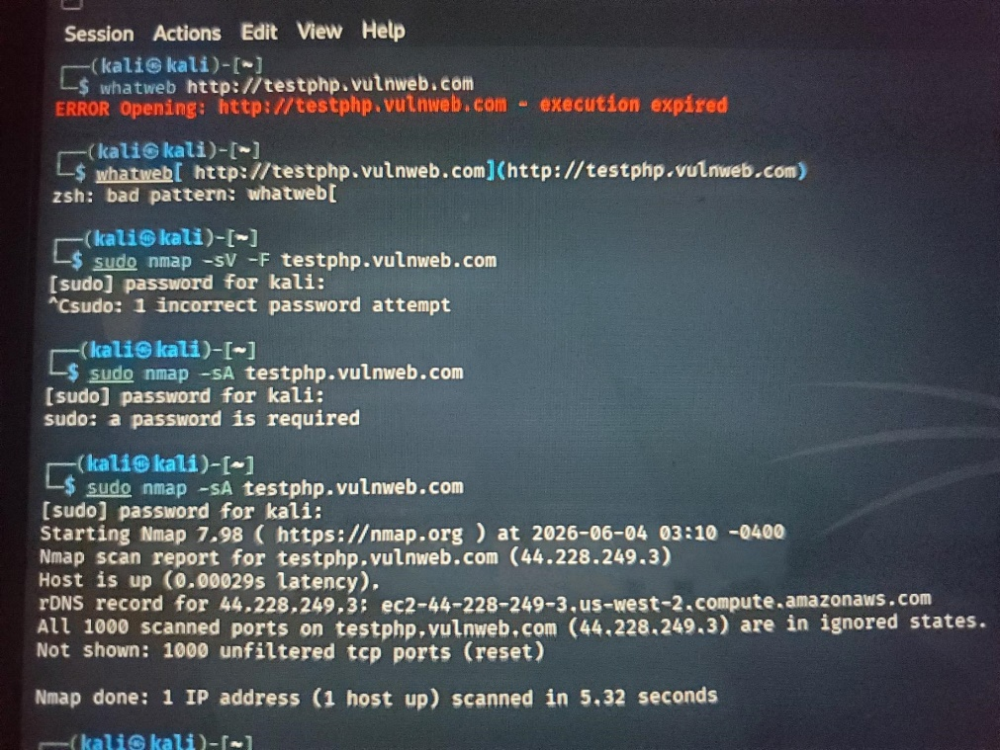 Session Actions Edit View Help
┌──(kali㉿kali)-[~]
└─$ whatweb http://testphp.vulnweb.com
ERROR Opening: http://testphp.vulnweb.com - execution expired
┌──(kali㉿kali)-[~]
└─$ whatweb[ http://testphp.vulnweb.com](http://testphp.vulnweb.com)
zsh: bad pattern: whatweb[
┌──(kali㉿kali)-[~]
└─$ sudo nmap -sV -F testphp.vulnweb.com
[sudo] password for kali:
^Csudo: 1 incorrect password attempt
┌──(kali㉿kali)-[~]
└─$ sudo nmap -sA testphp.vulnweb.com
[sudo] password for kali:
sudo: a password is required
┌──(kali㉿kali)-[~]
└─$ sudo nmap -sA testphp.vulnweb.com
[sudo] password for kali:
Starting Nmap 7.98 ( https://nmap.org ) at 2026-06-04 03:10 -0400
Nmap scan report for testphp.vulnweb.com (44.228.249.3)
Host is up (0.00029s latency).
rDNS record for 44.228.249.3: ec2-44-228-249-3.us-west-2.compute.amazonaws.com
All 1000 scanned ports on testphp.vulnweb.com (44.228.249.3) are in ignored states.
Not shown: 1000 unfiltered tcp ports (reset)
Nmap done: 1 IP address (1 host up) scanned in 5.32 seconds
┌──(kali㉿kali)-[~]